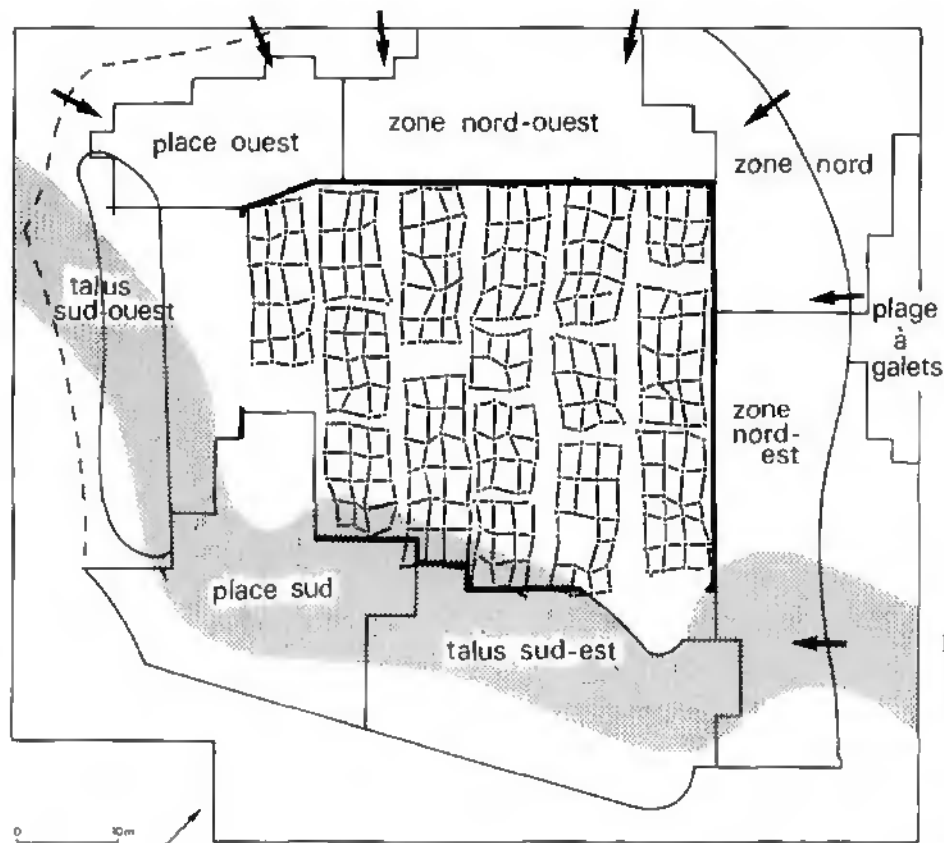 place ouest
zone nord-ouest
zone nord
talus
sud-ouest
plage
à
galets
zone
nord-
est
place sud
talus sud-est
0 10m